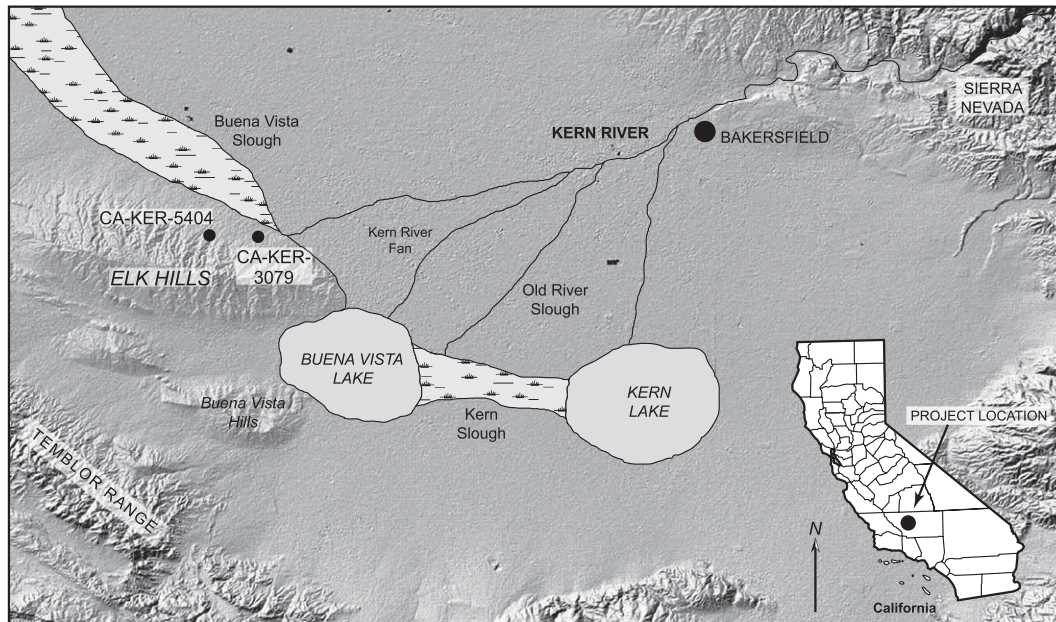 SIERRA
NEVADA
Buena Vista
Slough
KERN RIVER
BAKERSFIELD
CA-KER-5404
Kern River
Fan
CA-KER-
3079
ELK HILLS
Old River
Slough
BUENA VISTA
LAKE
KERN
LAKE
Buena Vista
Hills
Kern
Slough
PROJECT LOCATION
TEMBLOR RANGE
N
California